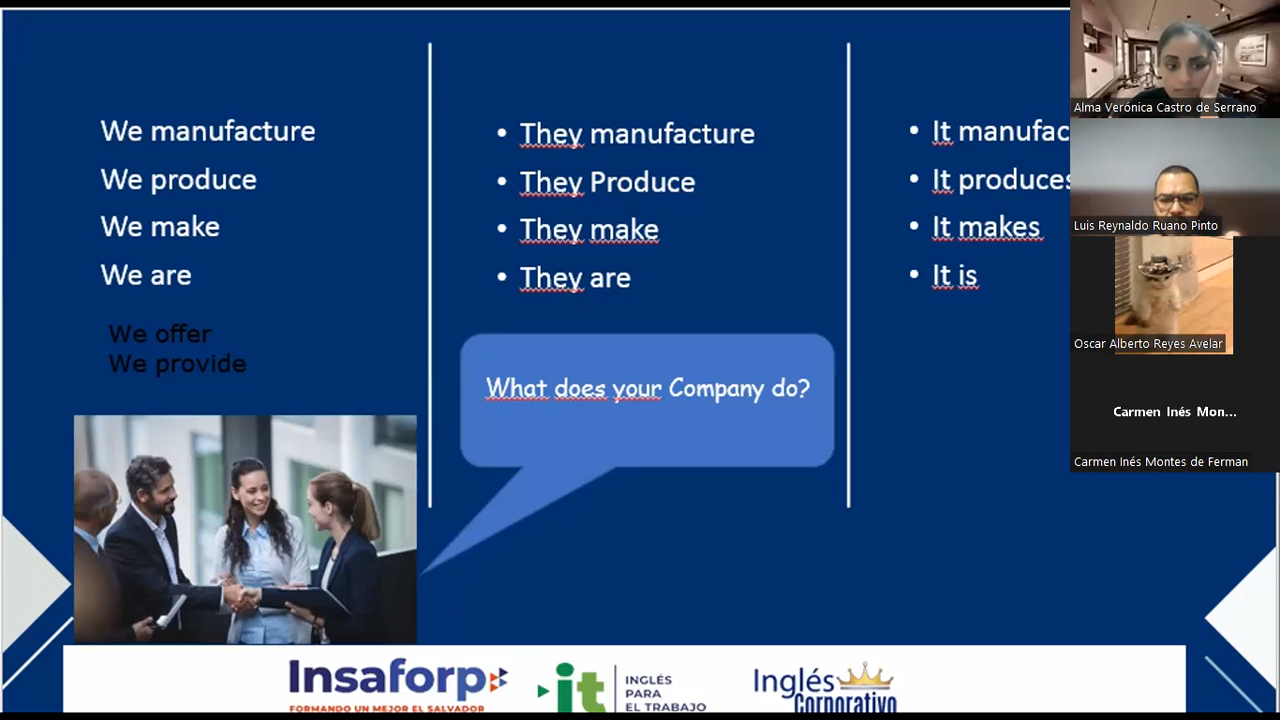 We manufacture
We produce
We make
We are
We offer
We provide
• They manufacture
• They Produce
• They make
• They are
What does your Company do?
• It manufac
• It produces
• It makes
• It is
Alma Verónica Castro de Serrano
Luis Reynaldo Ruano Pinto
Oscar Alberto Reyes Avelar
Carmen Inés Mon...
Carmen Inés Montes de Ferman
Insaforp
FORMANDO UN MEJOR EL SALVADOR
it
INGLÉS
PARA
EL TRABAJO
Inglés
Corporativo